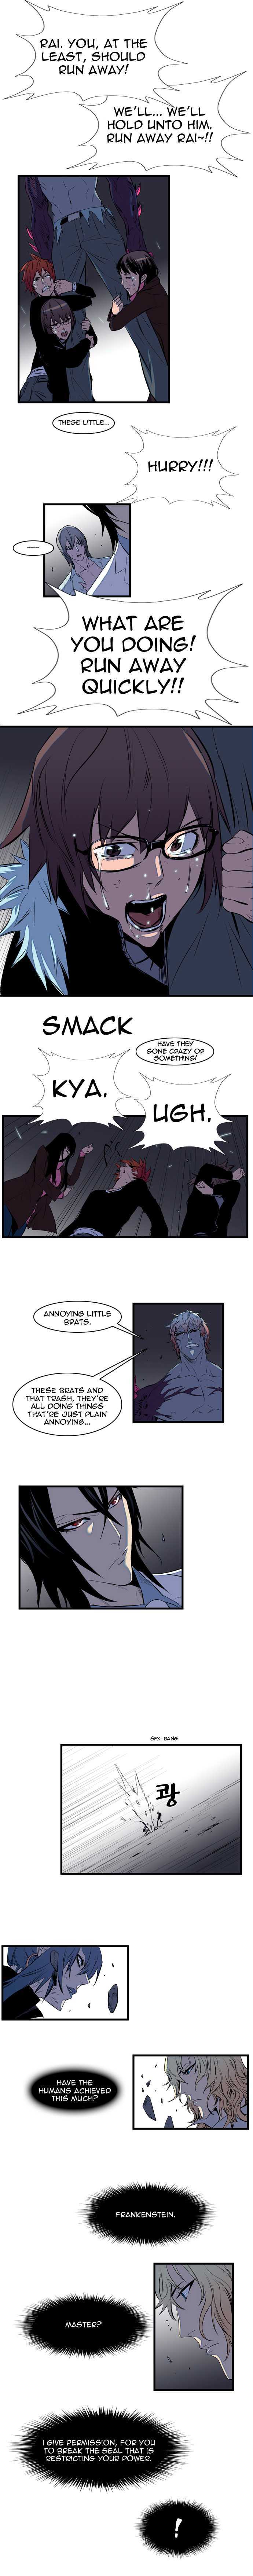 RAI. YOU, AT THE
LEAST, SHOULD
RUN AWAY!
WE'LL... WE'LL
HOLD UNTO HIM.
RUN AWAY RAI~!!
THESE LITTLE...
HURRY!!!
WHAT ARE
YOU DOING!
RUN AWAY
QUICKLY!!
SMACK
HAVE THEY
GONE CRAZY OR
SOMETHING!
KYA.
UGH.
ANNOYING LITTLE
BRATS.
THESE BRATS AND
THAT TRASH, THEY'RE
ALL DOING THINGS
THAT'RE JUST PLAIN
ANNOYING...
SFX: BANG
쾅
HAVE THE
HUMANS ACHIEVED
THIS MUCH?
FRANKENSTEIN.
MASTER?
I GIVE PERMISSION, FOR YOU
TO BREAK THE SEAL THAT IS
RESTRICTING YOUR POWER.
!